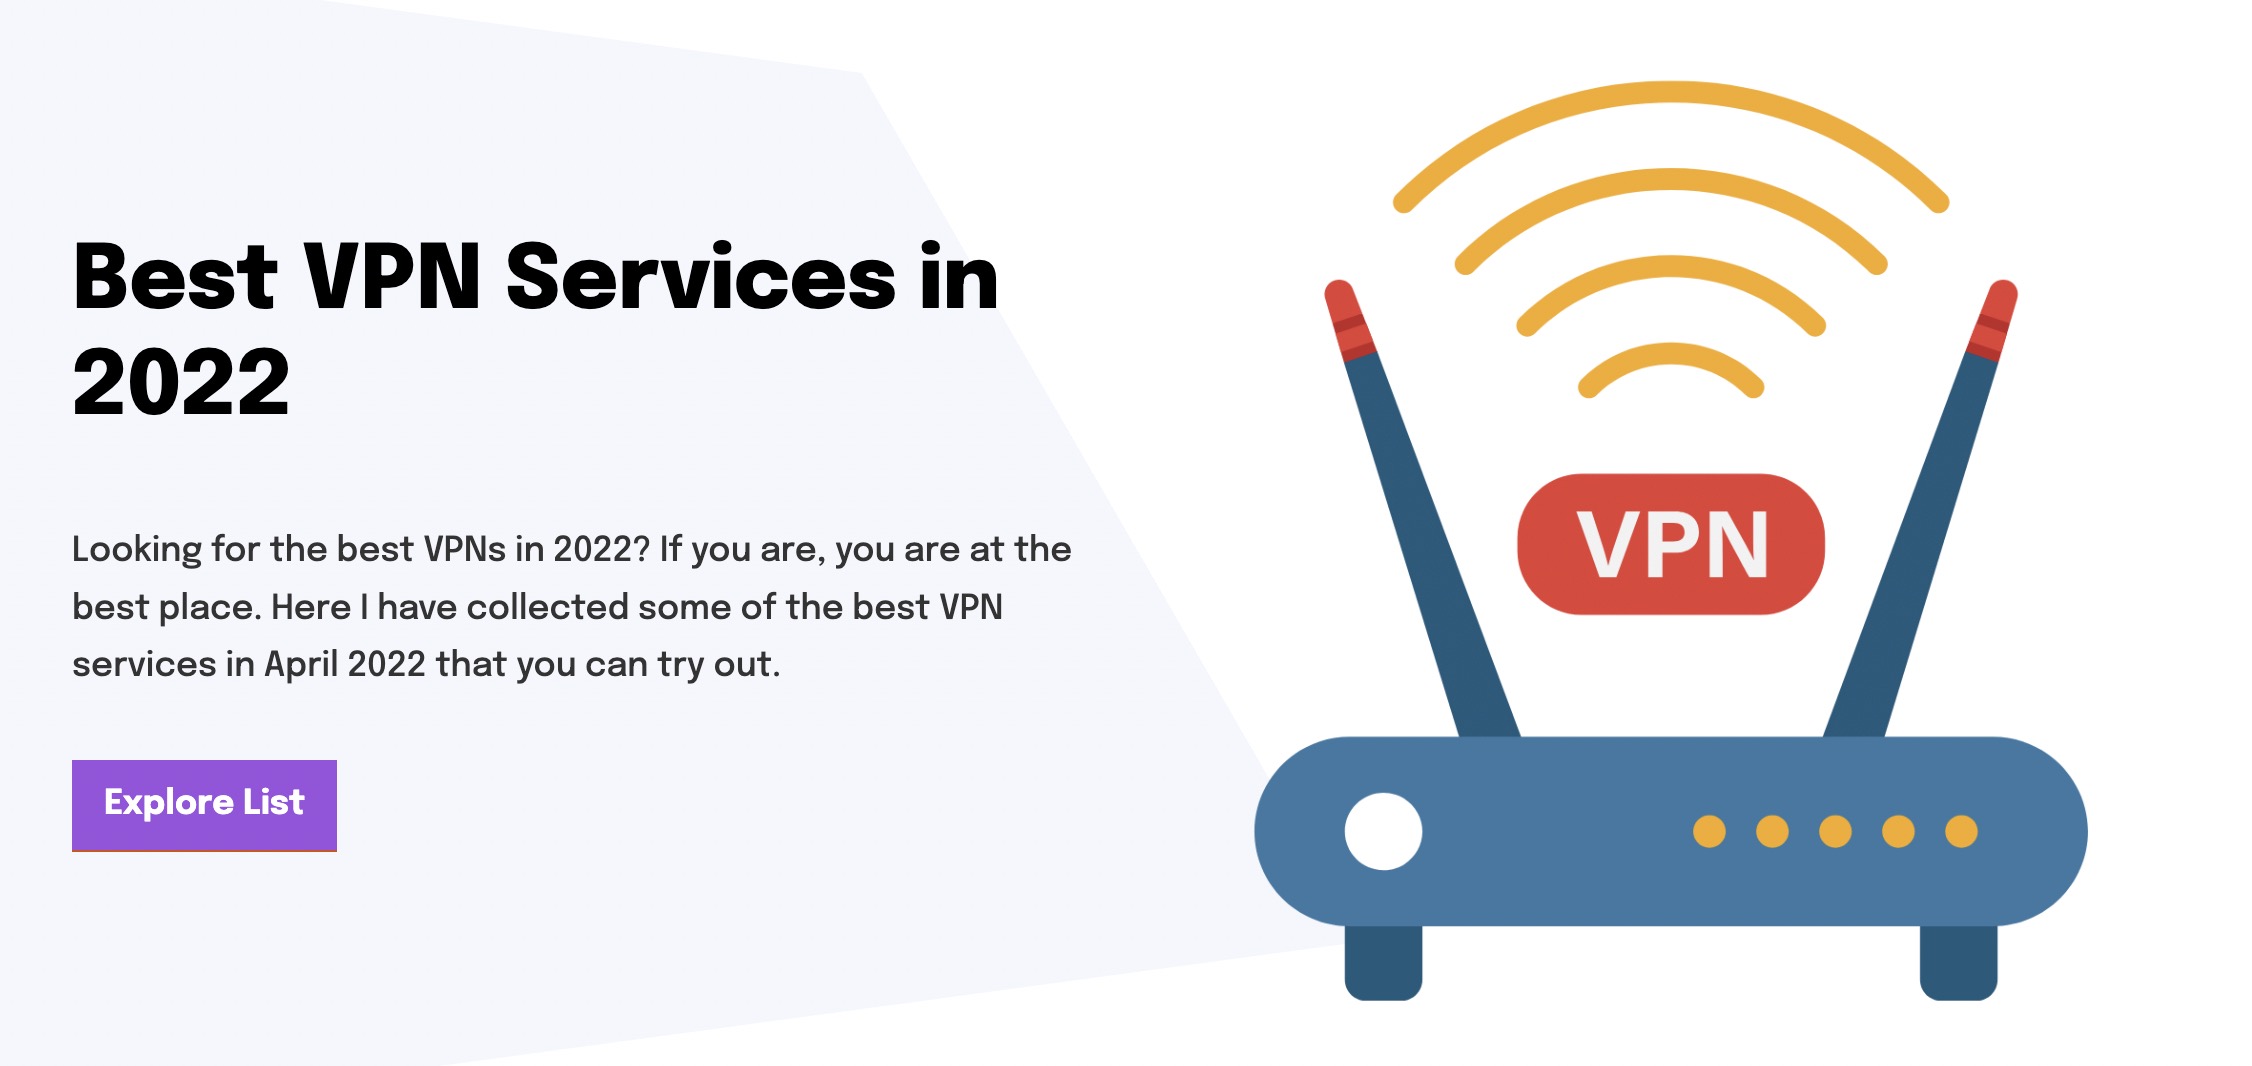 Best VPN Services in
2022
Looking for the best VPNs in 2022? If you are, you are at the
best place. Here I have collected some of the best VPN
services in April 2022 that you can try out.
Explore List
VPN